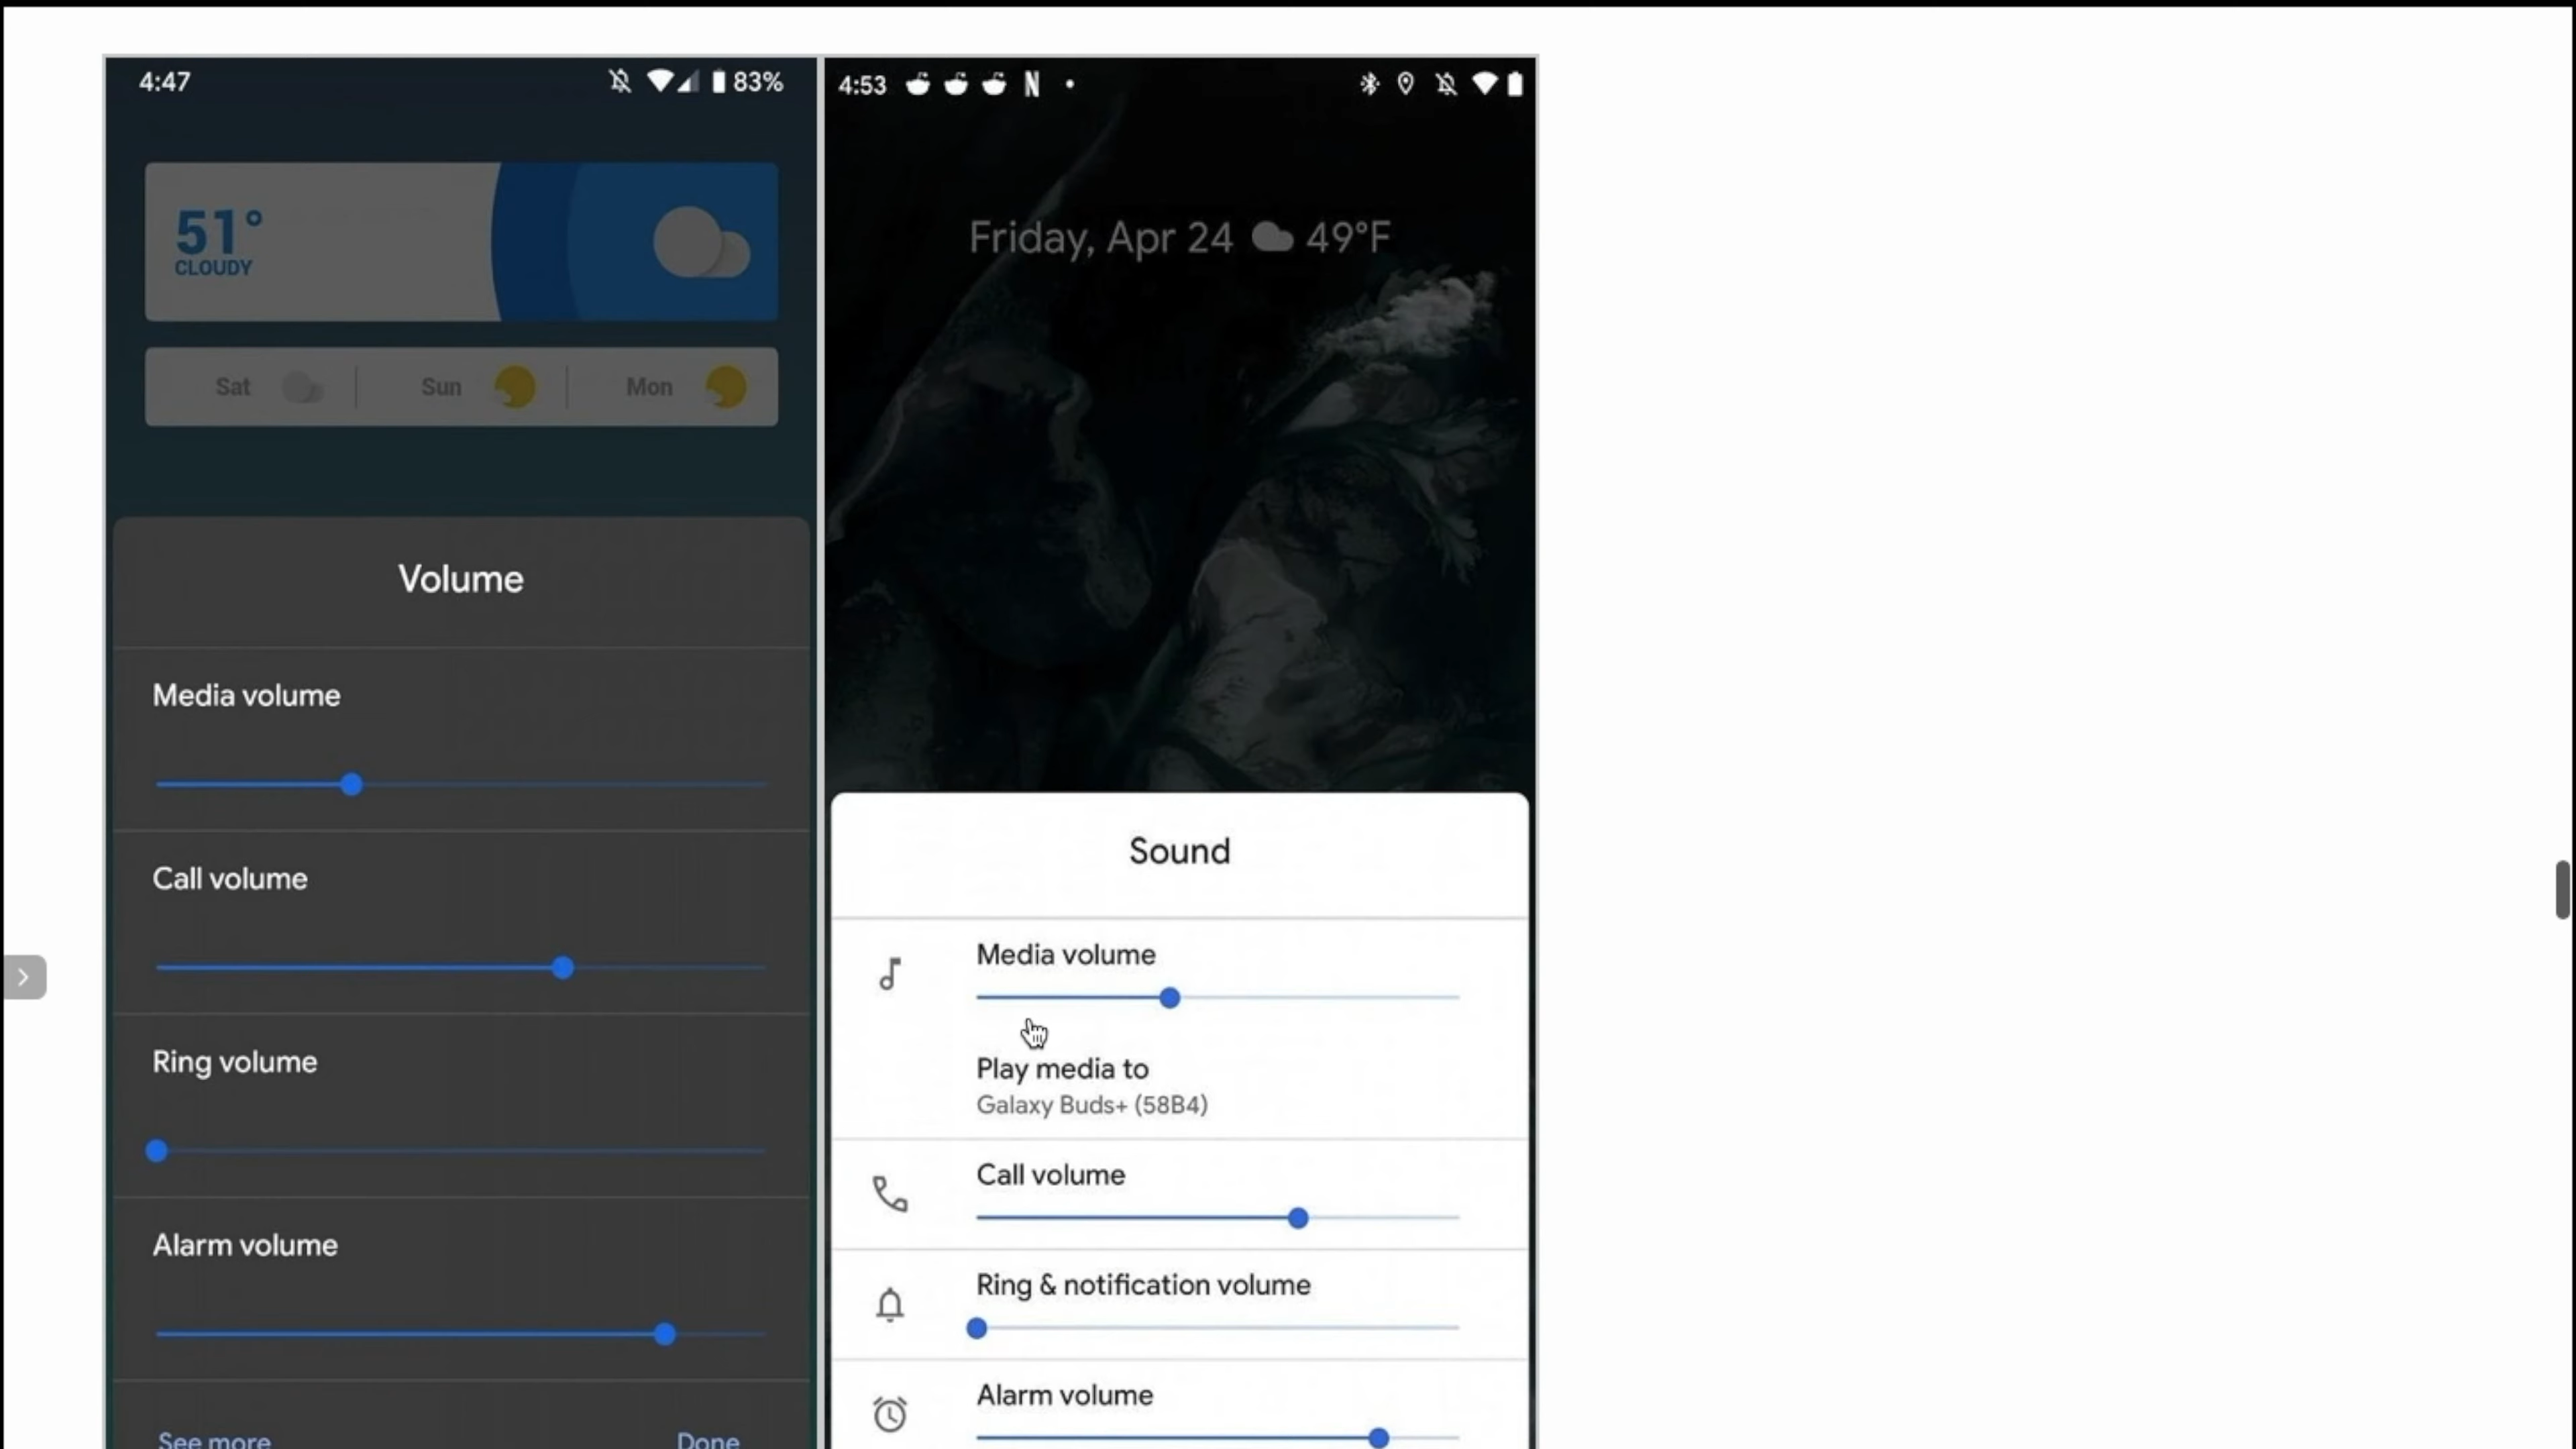 4:47
83%
51°
CLOUDY
Sat
Sun
Mon
Volume
Media volume
Call volume
Ring volume
Alarm volume
See more
Done
4:53
N
Friday, Apr 24
49°F
Sound
Media volume
Play media to
Galaxy Buds+ (58B4)
Call volume
Ring & notification volume
Alarm volume